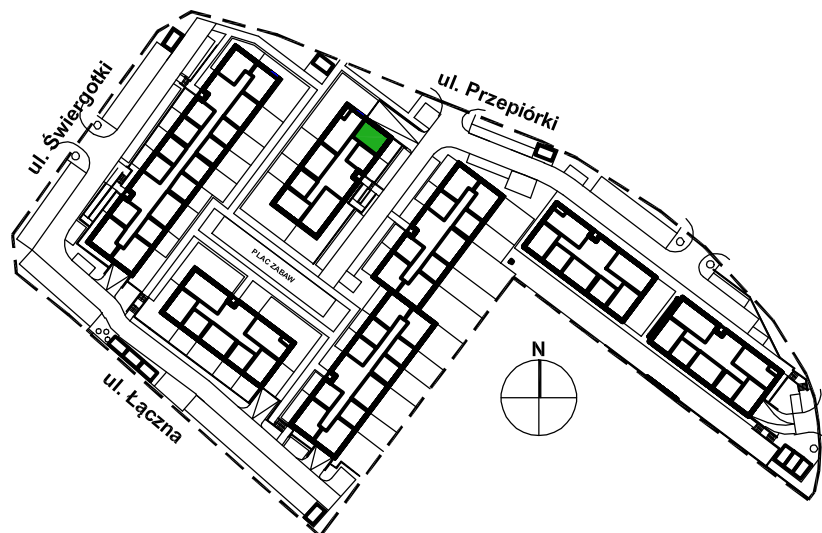 ul. Świergotki
ul. Przepiórki
PLAC ZABAW
N
ul. Łączna